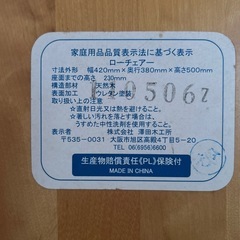 家庭用品品質表示法に基づく表示
ローチェアー
寸法外形 幅420mm×奥行380mm×高さ500mm
座面までの高さ 230mm
構造部材 天然木
表面加工 ウレタン塗装
取り扱い上の注意
★直射日光又は熱を避けること。
★著しい汚れを落とす場合は、
うすめた中性洗剤を使用すること。
株式会社 澤田木工所
〒535-0031 大阪市旭区高殿4丁目5-20
TEL 06(6956)6600
生産物賠償責任《PL》保険付
MADE IN CHINA